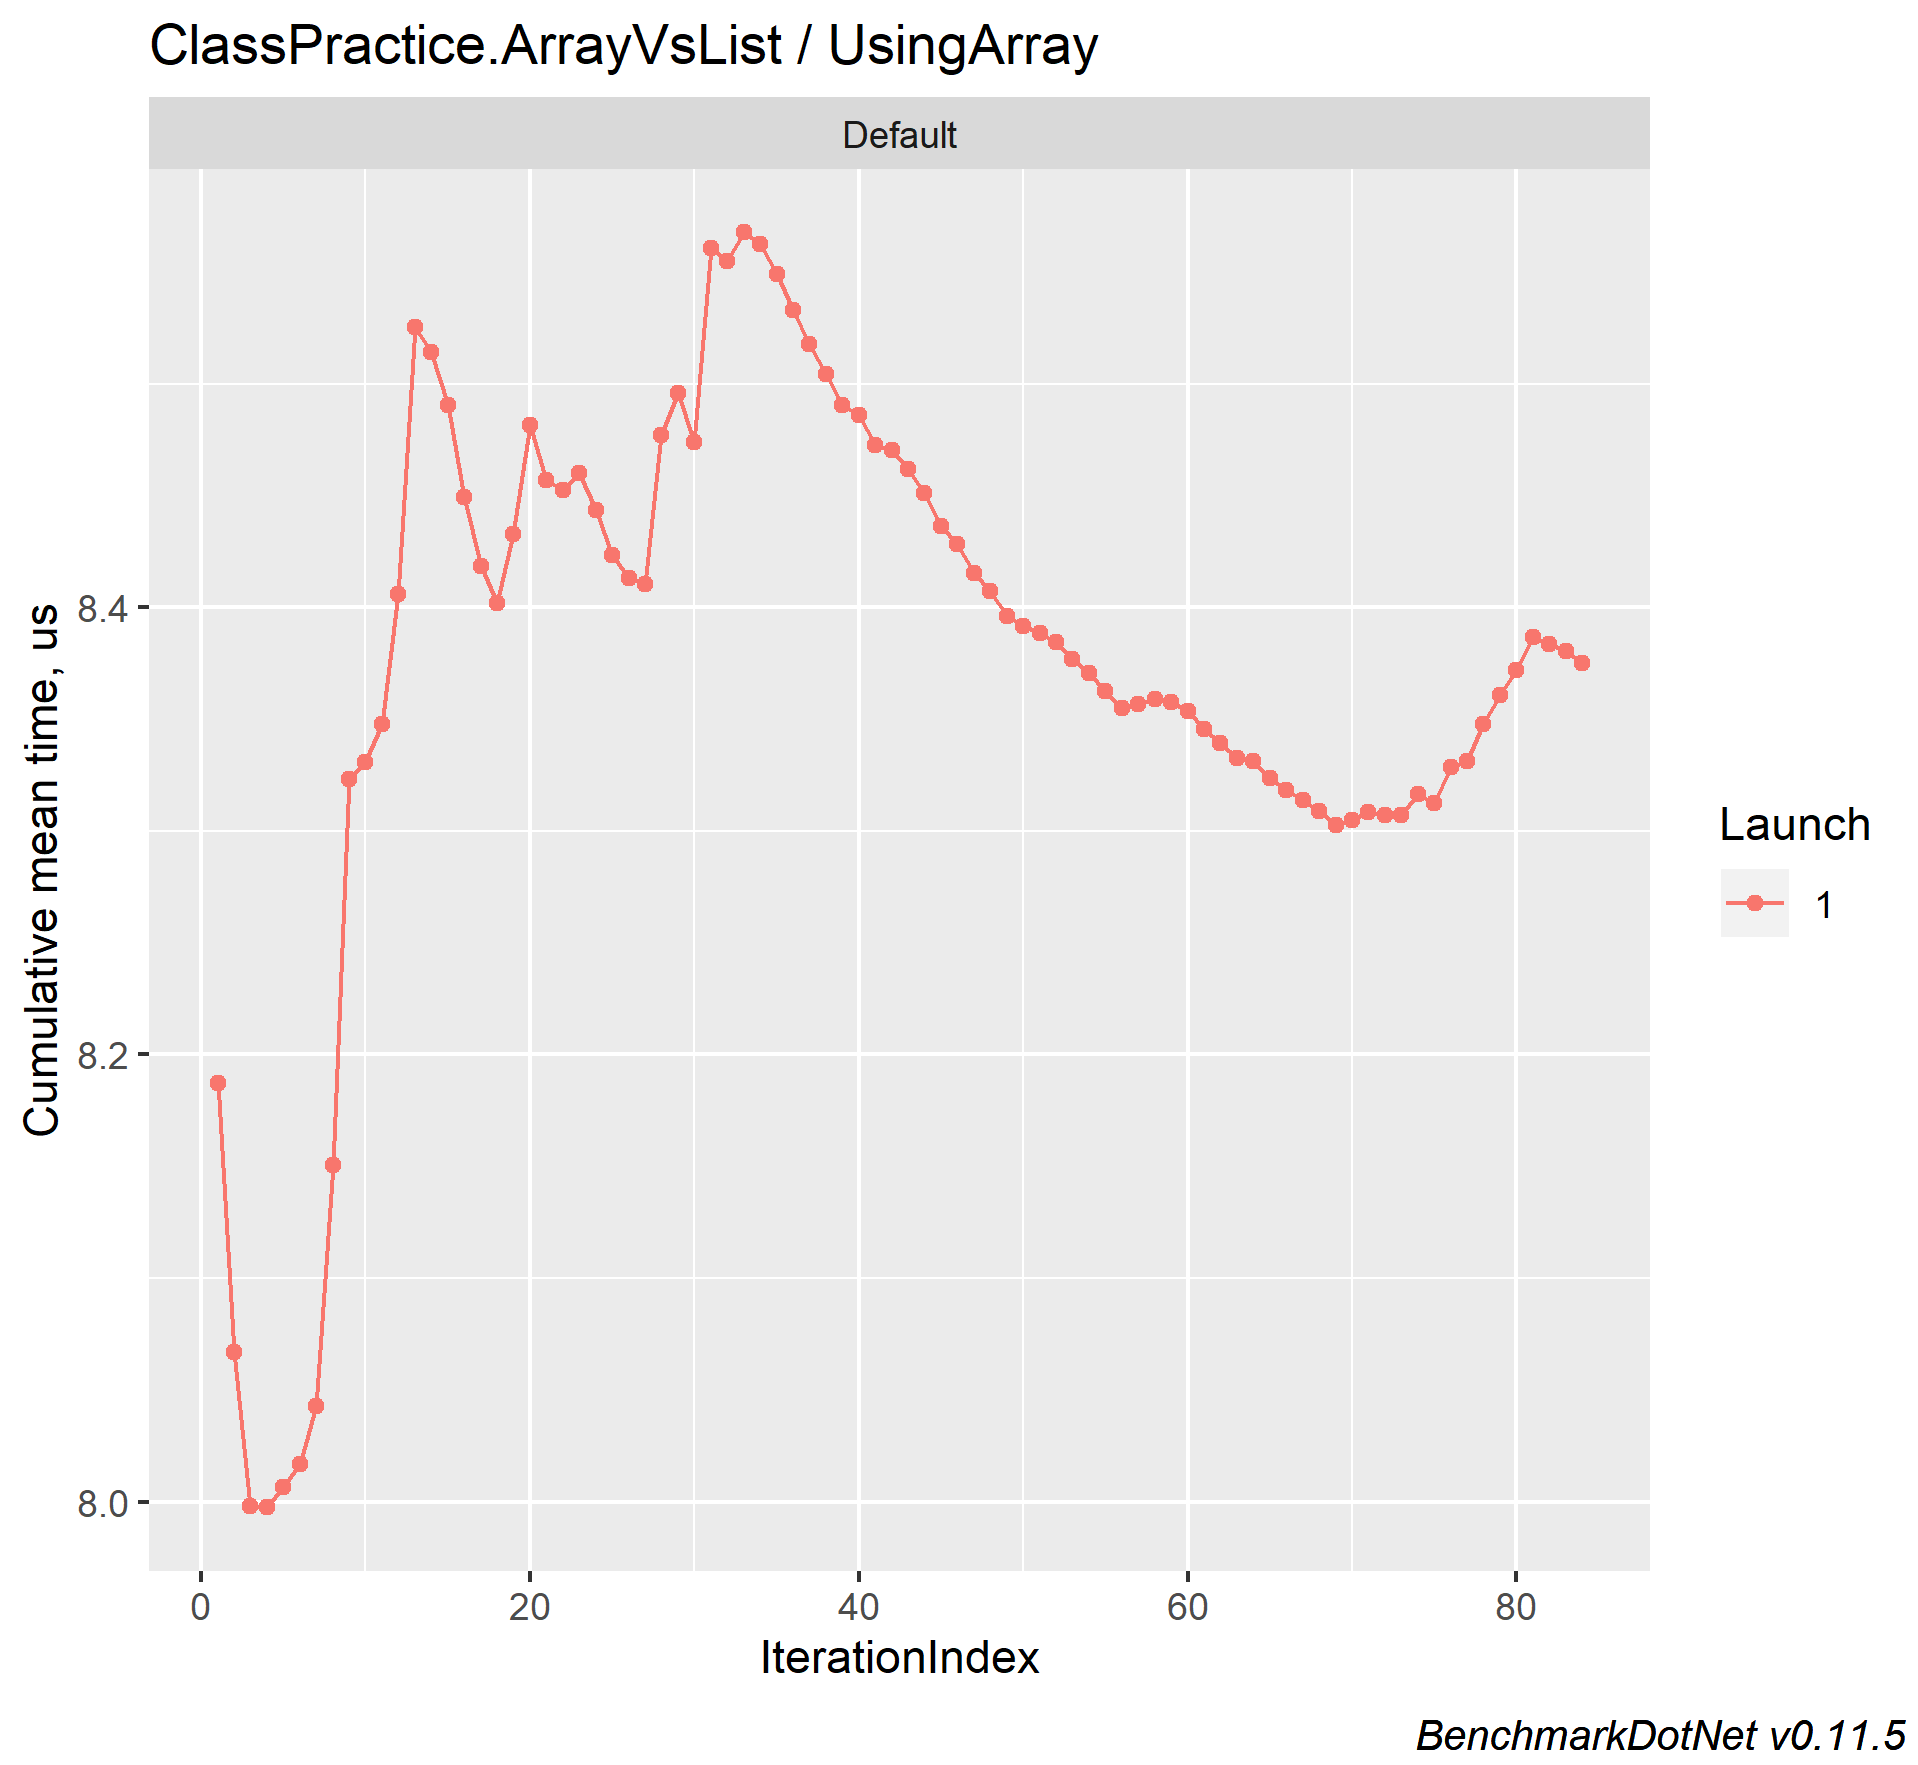 ClassPractice.ArrayVsList / UsingArray
Default
Cumulative mean time, us
8.4
8.2
8.0
0
20
40
60
80
IterationIndex
Launch
1
BenchmarkDotNet v0.11.5